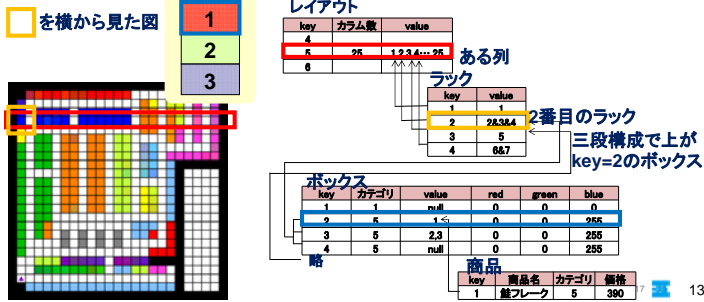 を横から見た図
1
2
3
レイアウト
key カラム数 value
4
5 25 1,2,3,4… 25
6
ある列
ラック
key value
1 1
2 2&3&4
3 5
4 6&7
2番目のラック
三段構成で上が
key=2のボックス
ボックス
key カテゴリ value red green blue
1 1 null 0 0 0
2 5 1 0 0 255
3 5 2,3 0 0 255
4 5 null 0 0 255
略
商品
key 商品名 カテゴリ 価格
1 鮭フレーク 5 390
17
13